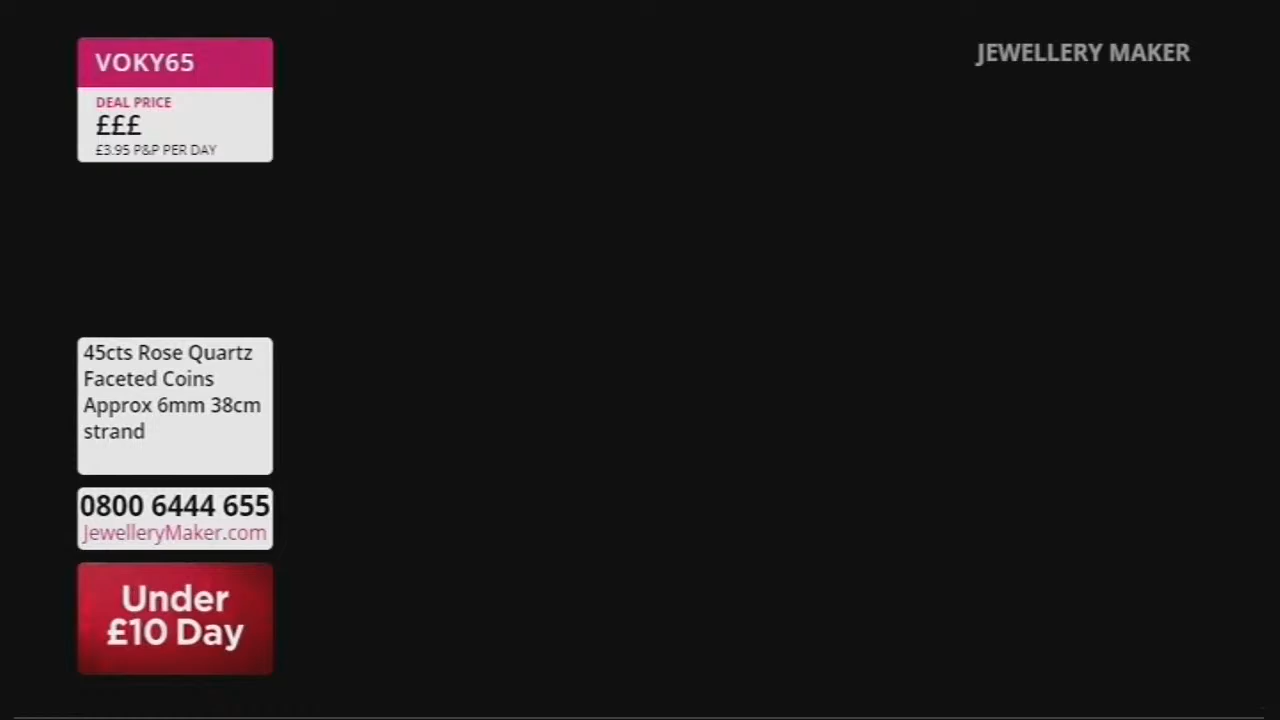 VOKY65
JEWELLERY MAKER
DEAL PRICE
£££
£3.95 P&P PER DAY
45cts Rose Quartz
Faceted Coins
Approx 6mm 38cm
strand
0800 6444 655
JewelleryMaker.com
Under
£10 Day